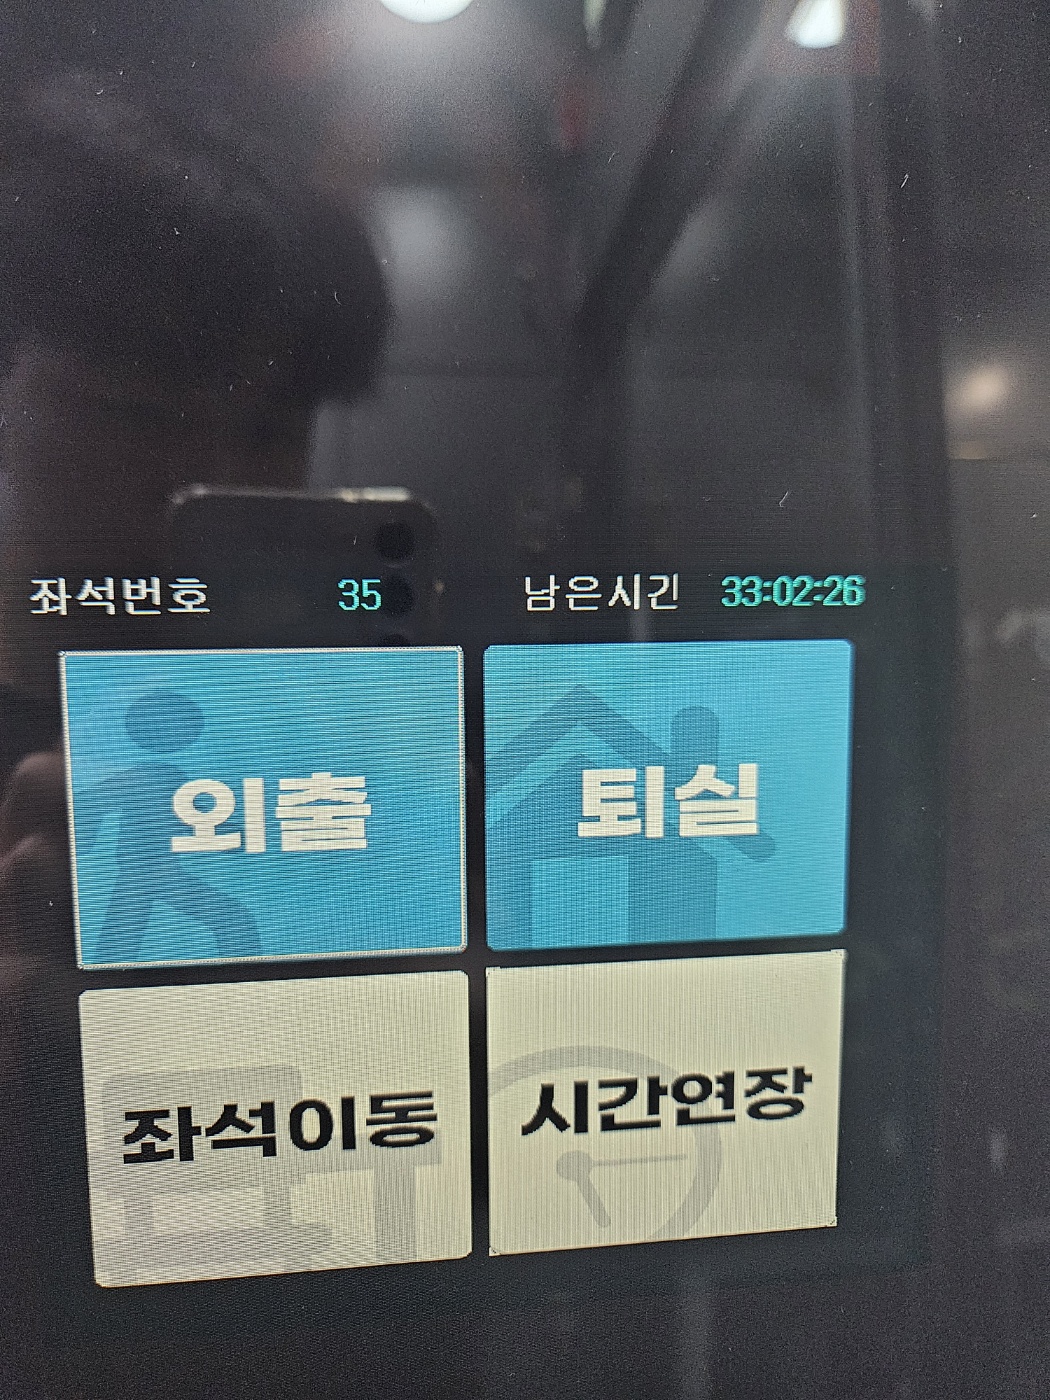 좌석번호 35 남은시간 33:02:26
외출 퇴실
좌석이동 시간연장